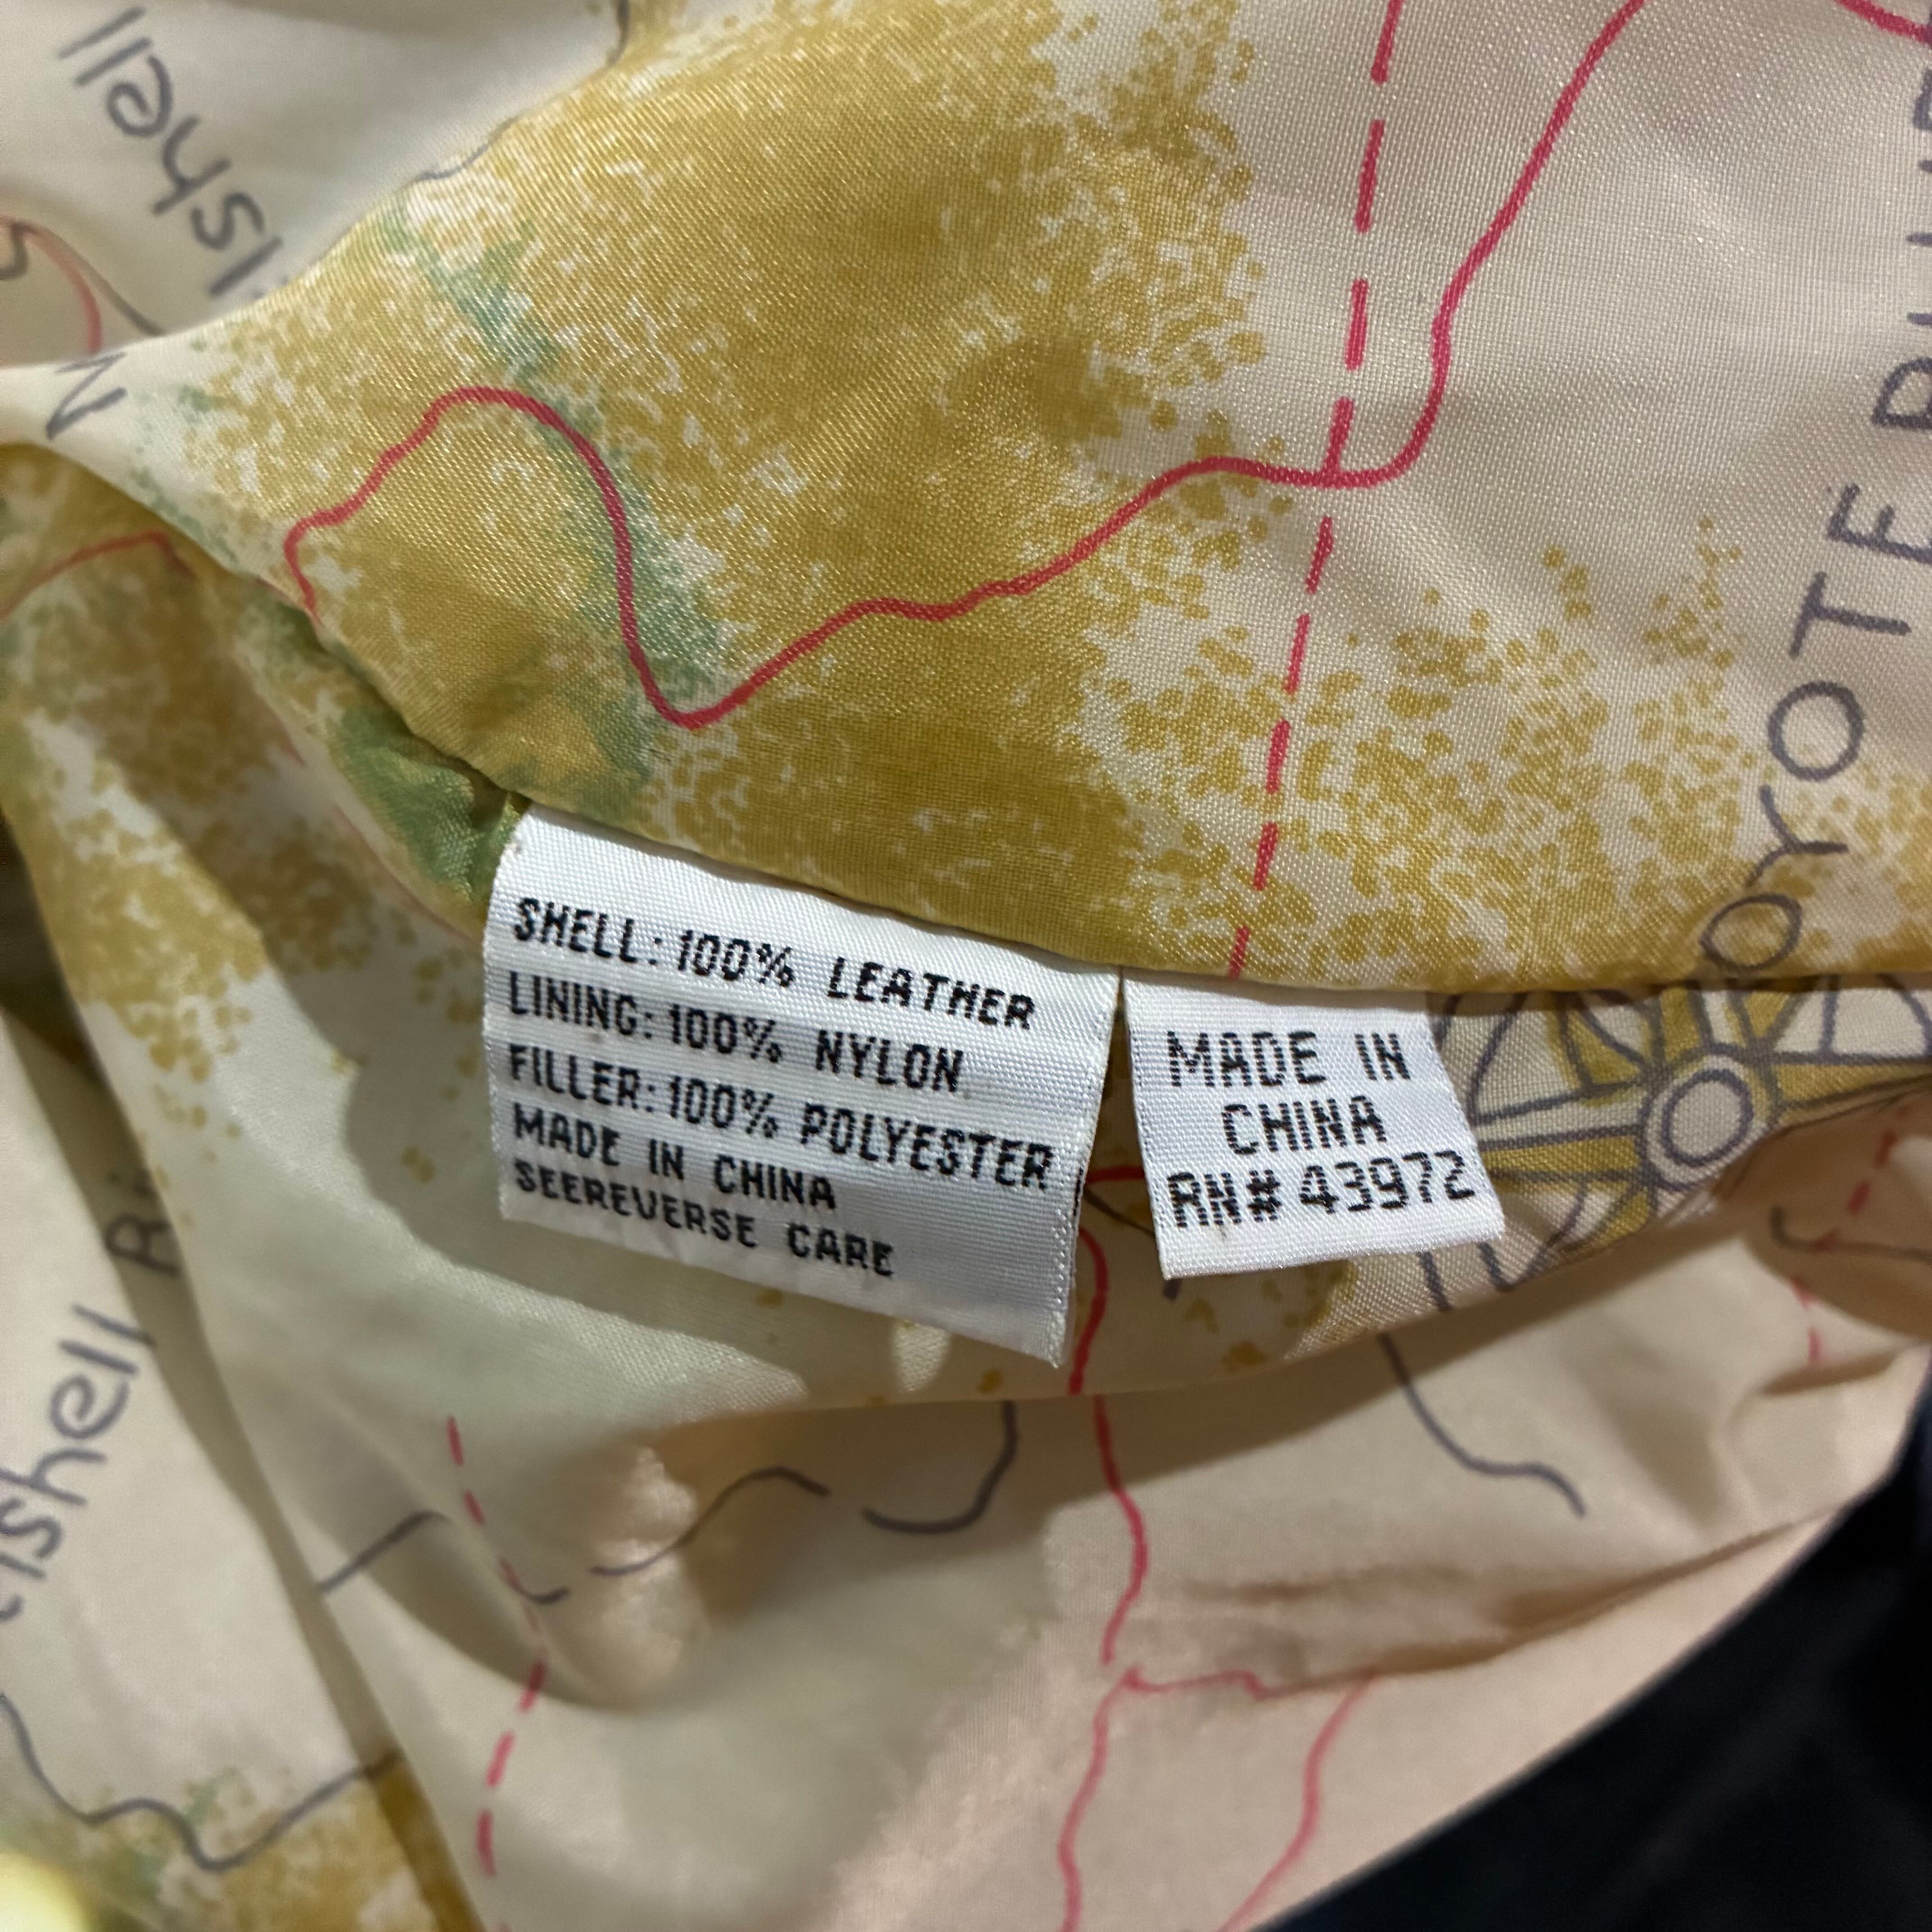 SHELL: 100% LEATHER
LINING: 100% NYLON
FILLER: 100% POLYESTER
MADE IN CHINA
SEEREVERSE CARE
MADE IN
CHINA
RN# 43972